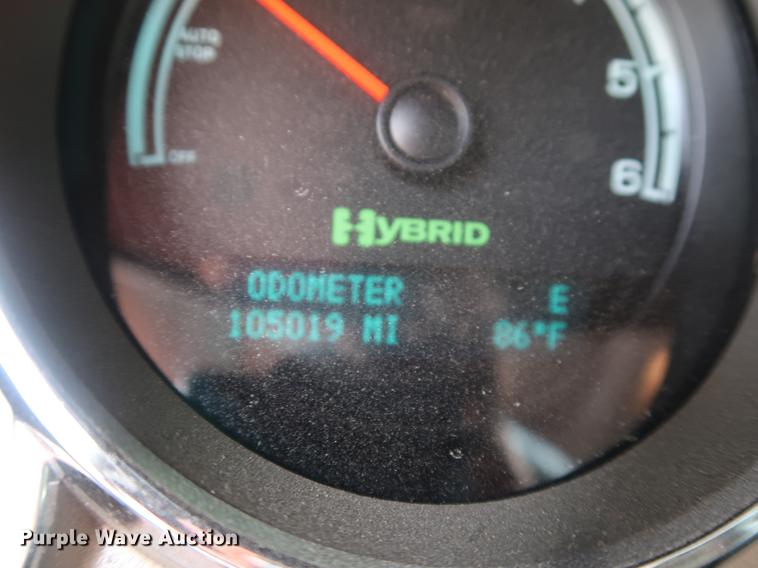 AUTO
STOP
5
OFF
6
HYBRID
ODOMETER E
105019 MI 86°F
Purple Wave Auction